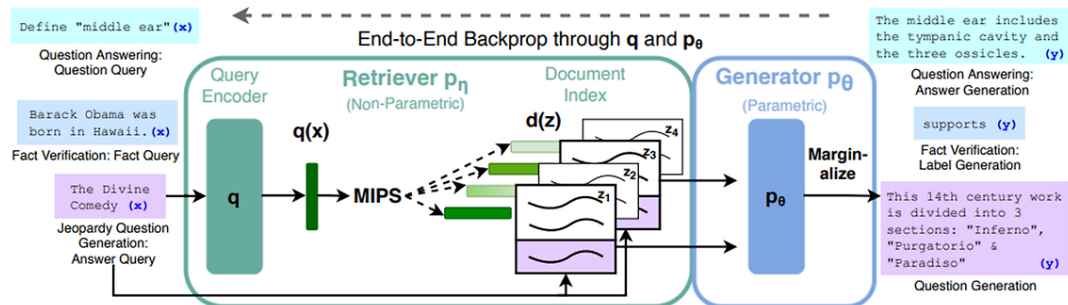 Define "middle ear" (x)
Question Answering:
Question Query
Barack Obama was
born in Hawaii. (x)
Fact Verification: Fact Query
The Divine
Comedy (x)
Jeopardy Question
Generation:
Answer Query
End-to-End Backprop through q and pθ
Query
Encoder
Retriever pη
(Non-Parametric)
Document
Index
q
q(x)
MIPS
d(z)
z4
z3
z2
z1
Generator pθ
(Parametric)
pθ
Margin-
alize
The middle ear includes
the tympanic cavity and
the three ossicles. (y)
Question Answering:
Answer Generation
supports (y)
Fact Verification:
Label Generation
This 14th century work
is divided into 3
sections: "Inferno",
"Purgatorio" &
"Paradiso" (y)
Question Generation